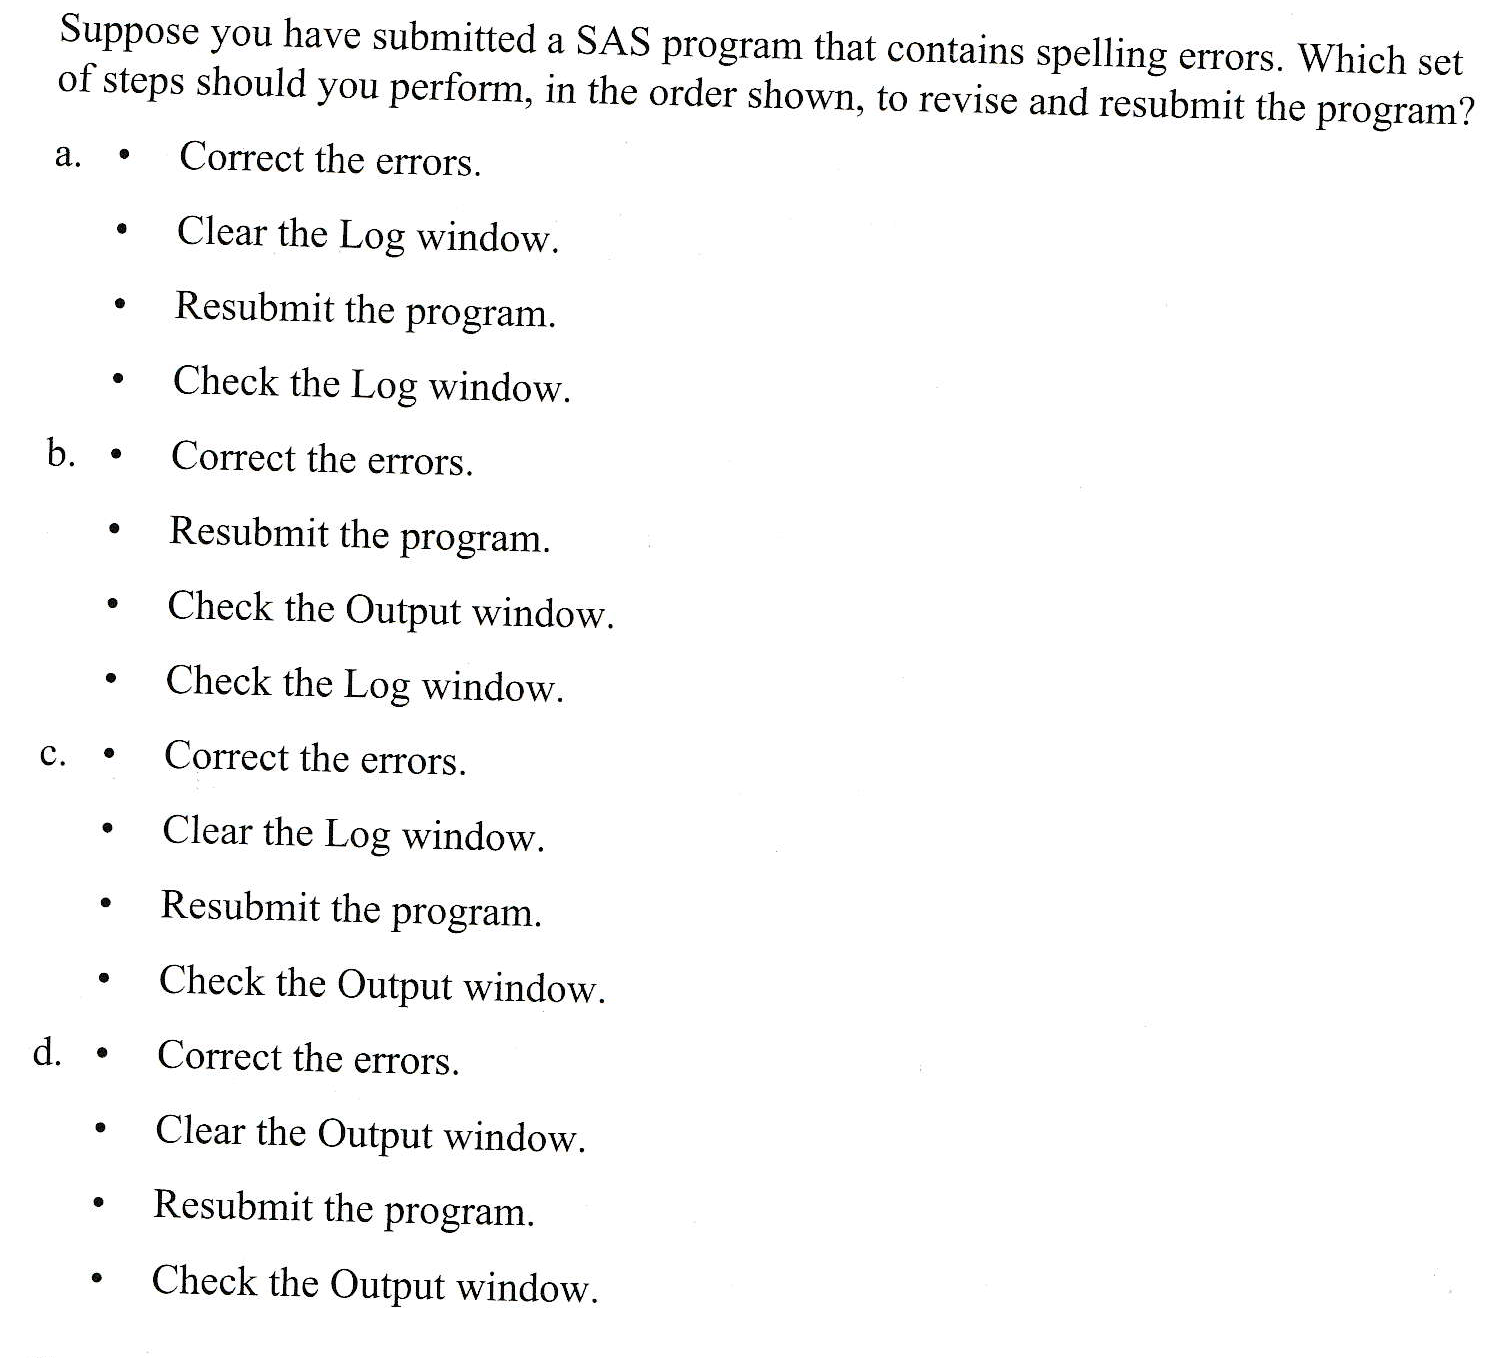 Suppose you have submitted a SAS program that contains spelling errors. Which set
of steps should you perform, in the order shown, to revise and resubmit the program?
a. • Correct the errors.
• Clear the Log window.
• Resubmit the program.
• Check the Log window.
b. • Correct the errors.
• Resubmit the program.
• Check the Output window.
• Check the Log window.
c. • Correct the errors.
• Clear the Log window.
• Resubmit the program.
• Check the Output window.
d. • Correct the errors.
• Clear the Output window.
• Resubmit the program.
• Check the Output window.